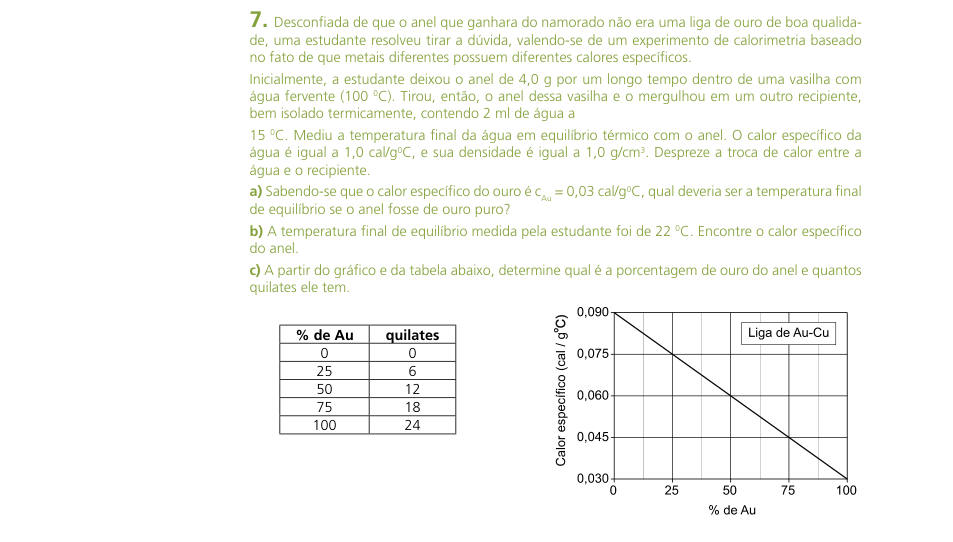 7. Desconfiada de que o anel que ganhara do namorado não era uma liga de ouro de boa qualida-
de, uma estudante resolveu tirar a dúvida, valendo-se de um experimento de calorimetria baseado
no fato de que metais diferentes possuem diferentes calores específicos.
Inicialmente, a estudante deixou o anel de 4,0 g por um longo tempo dentro de uma vasilha com
água fervente (100 ⁰C). Tirou, então, o anel dessa vasilha e o mergulhou em um outro recipiente,
bem isolado termicamente, contendo 2 ml de água a
15 ⁰C. Mediu a temperatura final da água em equilíbrio térmico com o anel. O calor específico da
água é igual a 1,0 cal/g⁰C, e sua densidade é igual a 1,0 g/cm³. Despreze a troca de calor entre a
água e o recipiente.
a) Sabendo-se que o calor específico do ouro é c_Au = 0,03 cal/g⁰C, qual deveria ser a temperatura final
de equilíbrio se o anel fosse de ouro puro?
b) A temperatura final de equilíbrio medida pela estudante foi de 22 ⁰C. Encontre o calor específico
do anel.
c) A partir do gráfico e da tabela abaixo, determine qual é a porcentagem de ouro do anel e quantos
quilates ele tem.
% de Au quilates
0 0
25 6
50 12
75 18
100 24
Calor específico (cal / g°C)
0,090
0,075
0,060
0,045
0,030
Liga de Au-Cu
0 25 50 75 100
% de Au